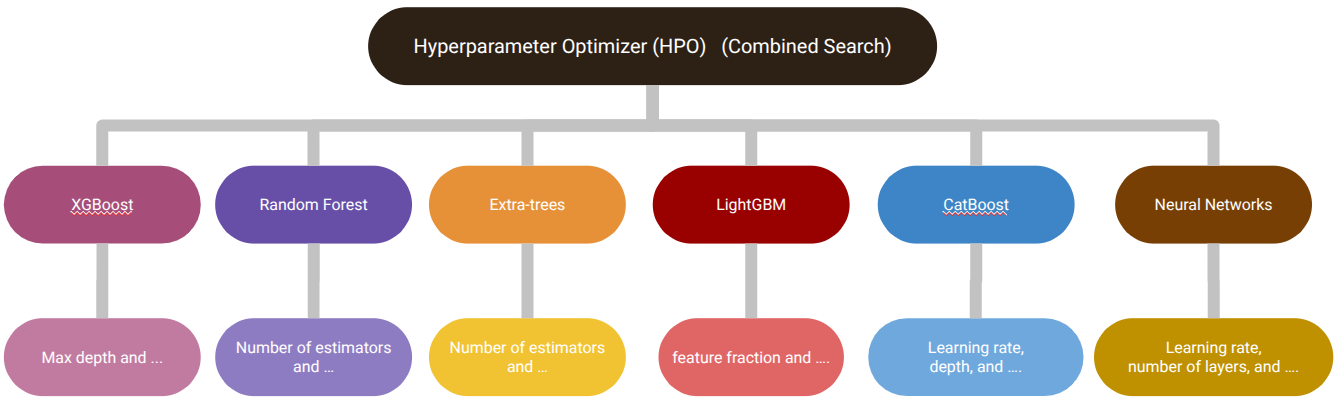 Hyperparameter Optimizer (HPO) (Combined Search)
XGBoost
Random Forest
Extra-trees
LightGBM
CatBoost
Neural Networks
Max depth and ...
Number of estimators
and ...
Number of estimators
and ...
feature fraction and ....
Learning rate,
depth, and ....
Learning rate,
number of layers, and ....